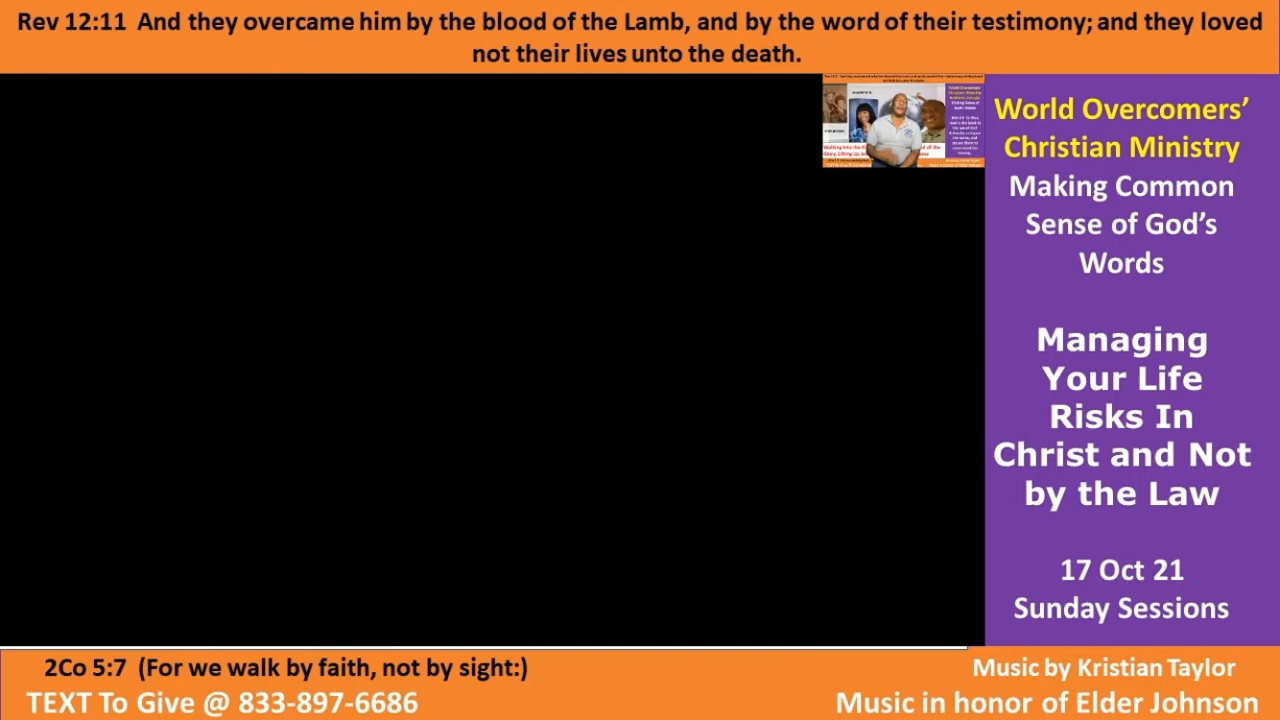 Rev 12:11 And they overcame him by the blood of the Lamb, and by the word of their testimony; and they loved
not their lives unto the death.
World Overcomers’
Christian Ministry
Making Common
Sense of God’s
Words
Managing
Your Life
Risks In
Christ and Not
by the Law
17 Oct 21
Sunday Sessions
2Co 5:7 (For we walk by faith, not by sight:)
TEXT To Give @ 833-897-6686
Music by Kristian Taylor
Music in honor of Elder Johnson